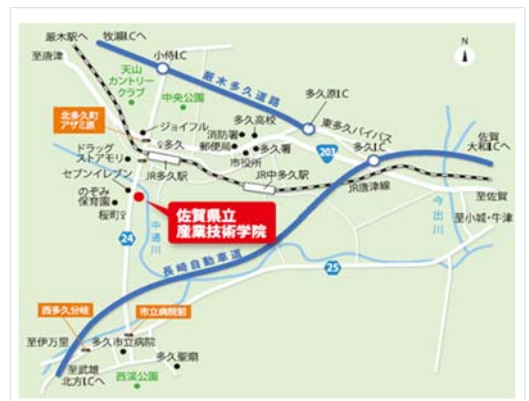 厳木駅へ
牧瀬I.Cへ
至唐津
小侍I.C
N
天山
カントリー
クラブ
中央公園
厳木多久道路
多久原I.C
北多久町
アザミ原
ジョイフル
多久高校
消防署
郵便局
多久署
市役所
東多久バイパス
203
多久I.C
佐賀
大和I.Cへ
ドラッグ
ストアモリ
♀多久
セブンイレブン
JR多久駅
JR中多久駅
JR唐津線
至佐賀
のぞみ
保育園
桜町♀
佐賀県立
産業技術学院
中通川
今出川
至小城・牛津
24
長崎自動車道
25
西多久分岐
市立病院前
至伊万里
多久市立病院
多久聖廟
至武雄
北方I.Cへ
西溪公園